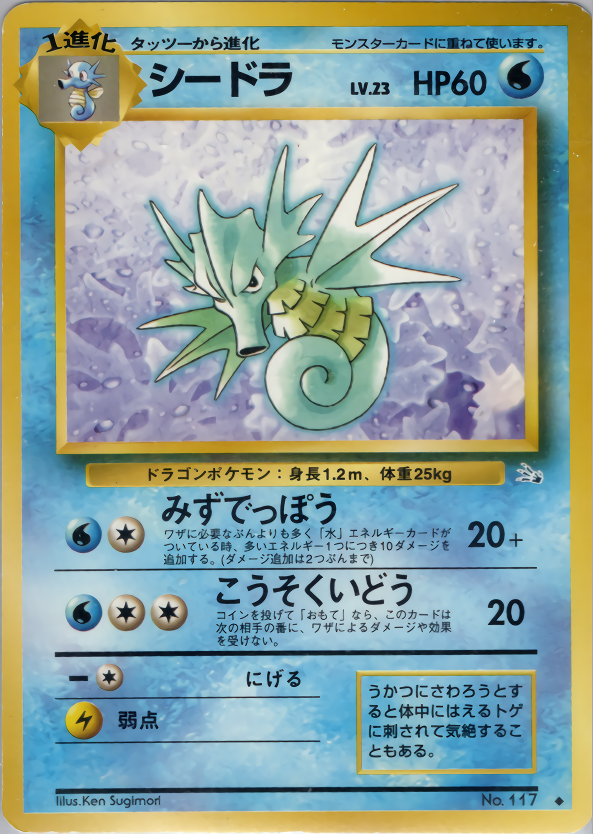 1進化
タッツーから進化
モンスターカードに重ねて使います。
シードラ
LV.23 HP60
ドラゴンポケモン：身長1.2m、体重25kg
みずでっぽう
ワザに必要なぶんよりも多く「水」エネルギーカードが
ついている時、多いエネルギー1つにつき10ダメージを
追加する。(ダメージ追加は2つぶんまで)
20+
こうそくいどう
コインを投げて「おもて」なら、このカードは
次の相手の番に、ワザによるダメージや効果
を受けない。
20
にげる
弱点
うかつにさわろうとす
ると体中にはえるトゲ
に刺されて気絶するこ
ともある。
Illus.Ken Sugimori
No. 117